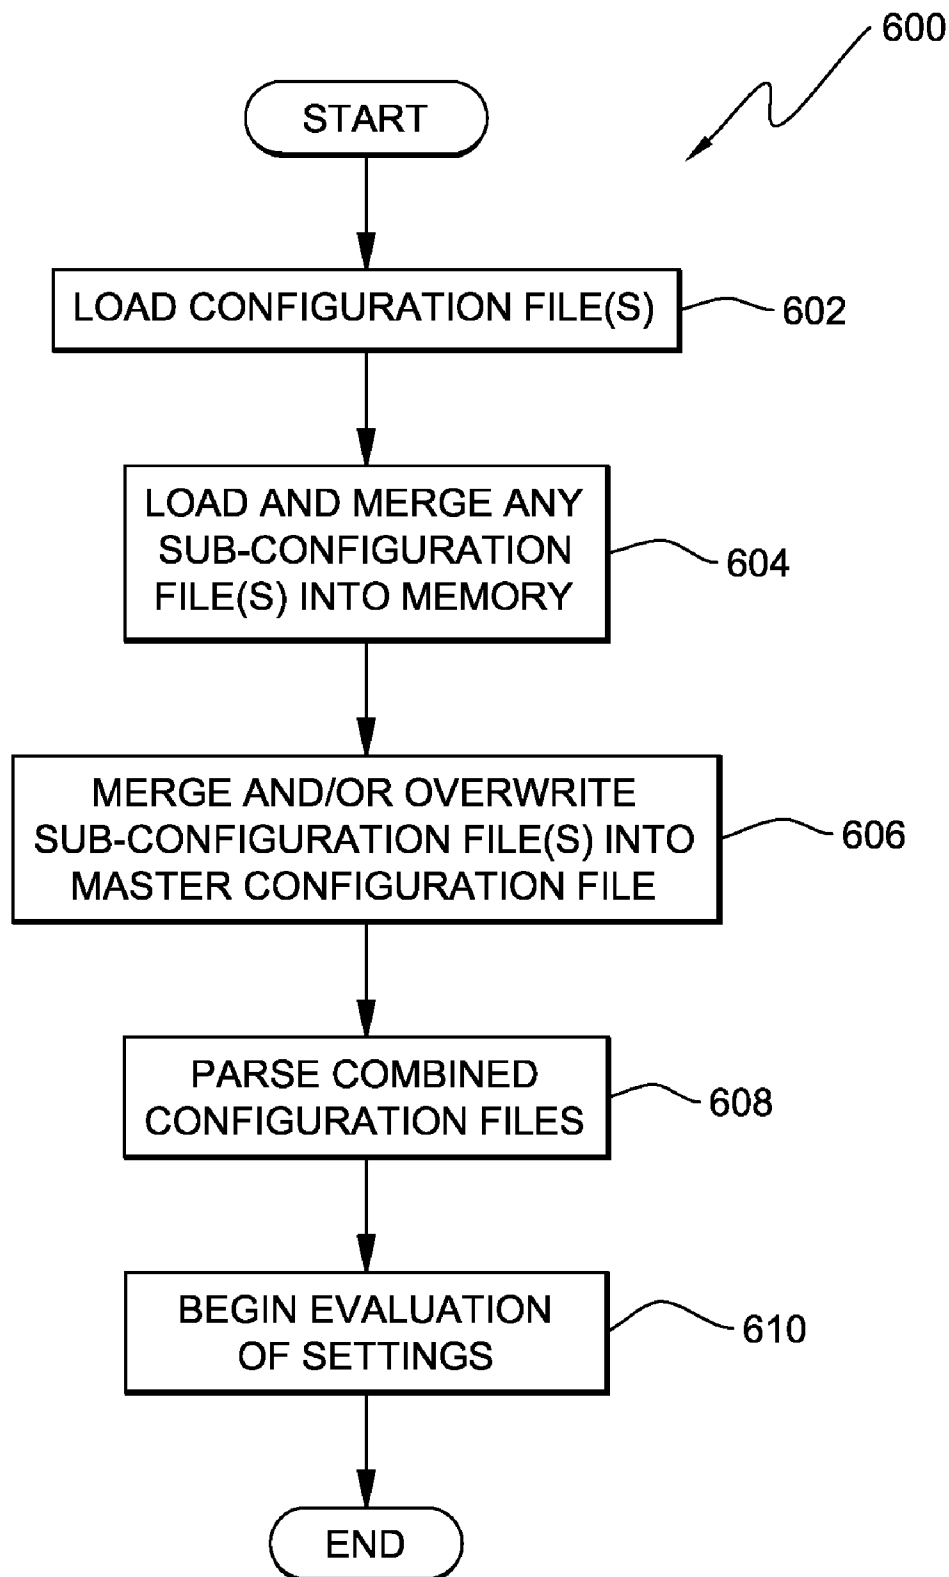 600
START
LOAD CONFIGURATION FILE(S)
602
LOAD AND MERGE ANY
SUB-CONFIGURATION
FILE(S) INTO MEMORY
604
MERGE AND/OR OVERWRITE
SUB-CONFIGURATION FILE(S) INTO
MASTER CONFIGURATION FILE
606
PARSE COMBINED
CONFIGURATION FILES
608
BEGIN EVALUATION
OF SETTINGS
610
END